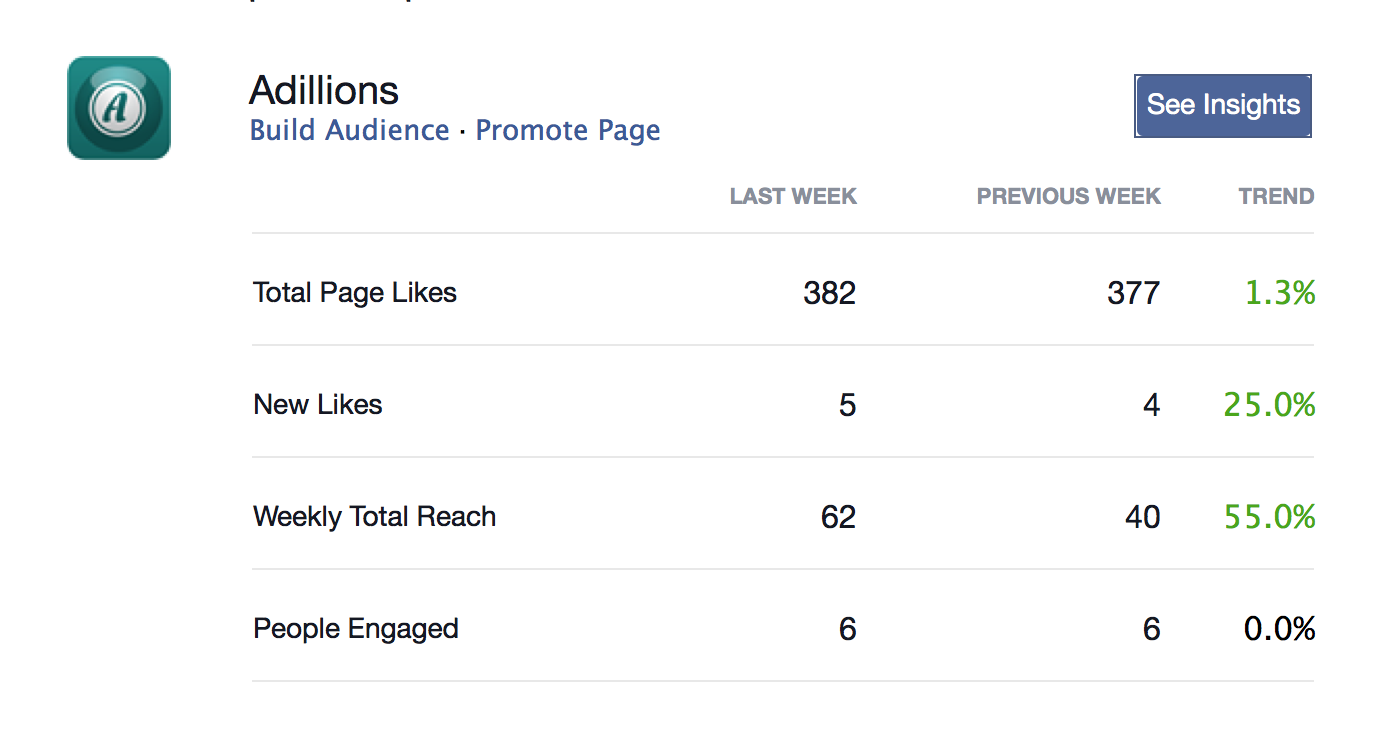 Adillions
Build Audience · Promote Page
See Insights
LAST WEEK PREVIOUS WEEK TREND
Total Page Likes 382 377 1.3%
New Likes 5 4 25.0%
Weekly Total Reach 62 40 55.0%
People Engaged 6 6 0.0%